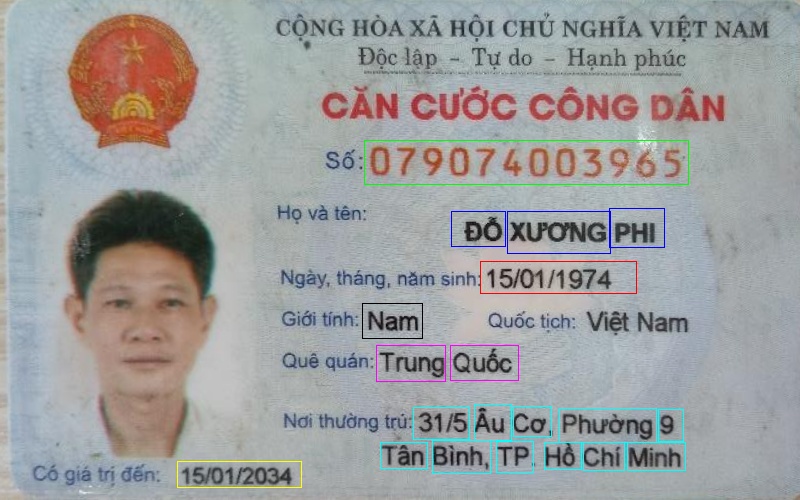 CỘNG HÒA XÃ HỘI CHỦ NGHĨA VIỆT NAM
Độc lập - Tự do - Hạnh phúc
CĂN CƯỚC CÔNG DÂN
Số: 079074003965
Họ và tên: ĐỖ XƯƠNG PHI
Ngày, tháng, năm sinh: 15/01/1974
Giới tính: Nam Quốc tịch: Việt Nam
Quê quán: Trung Quốc
Nơi thường trú: 31/5 Âu Cơ, Phường 9
Tân Bình, TP. Hồ Chí Minh
Có giá trị đến: 15/01/2034